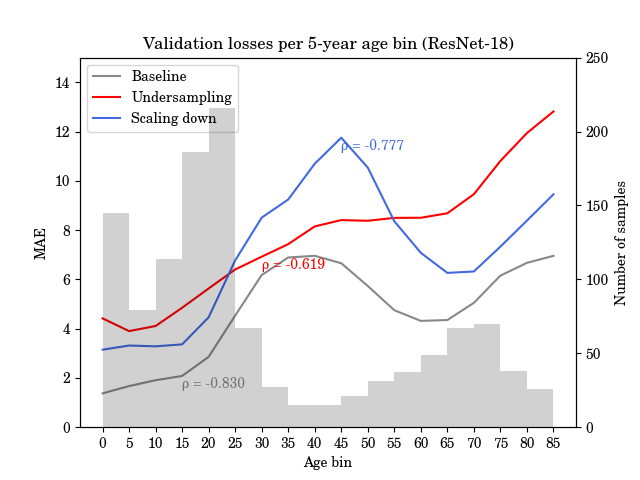 Validation losses per 5-year age bin (ResNet-18)
Baseline
Undersampling
Scaling down
ρ = -0.777
ρ = -0.619
ρ = -0.830
MAE
14
12
10
8
6
4
2
0
250
200
150
100
50
0
Number of samples
0 5 10 15 20 25 30 35 40 45 50 55 60 65 70 75 80 85
Age bin